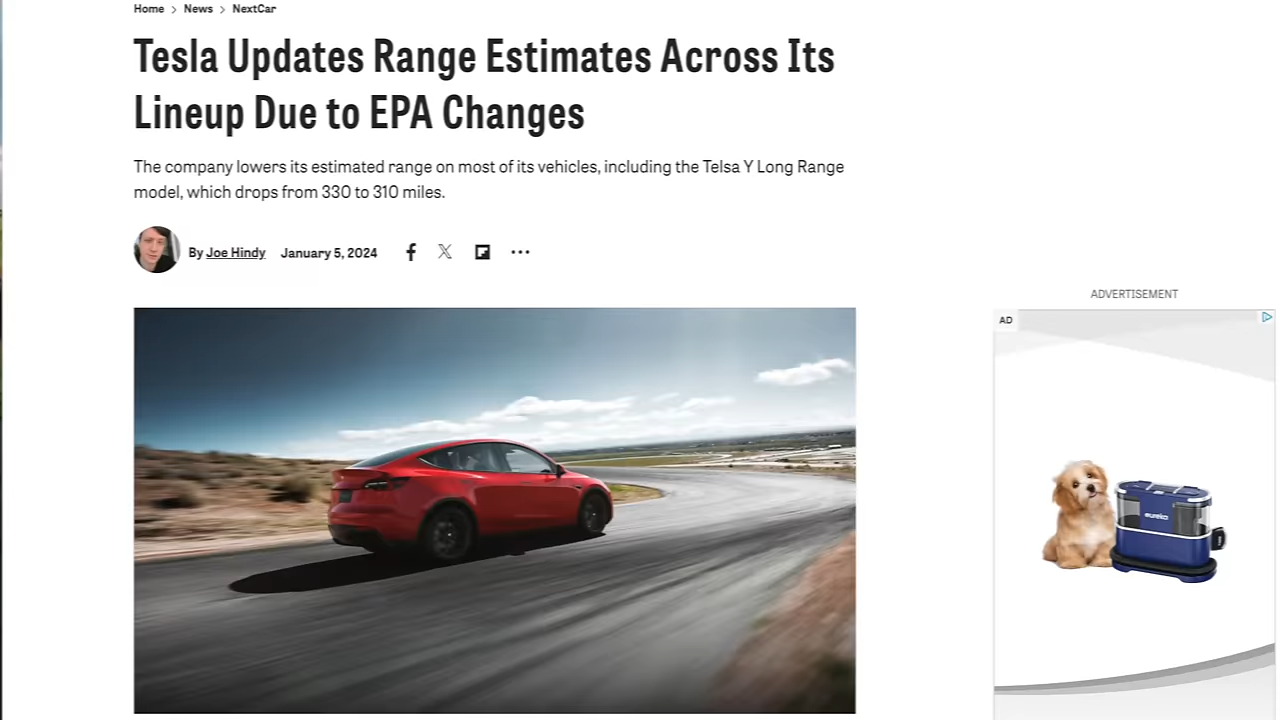 Home > News > NextCar
Tesla Updates Range Estimates Across Its
Lineup Due to EPA Changes
The company lowers its estimated range on most of its vehicles, including the Telsa Y Long Range
model, which drops from 330 to 310 miles.
By Joe Hindy January 5, 2024
ADVERTISEMENT
AD
eureka